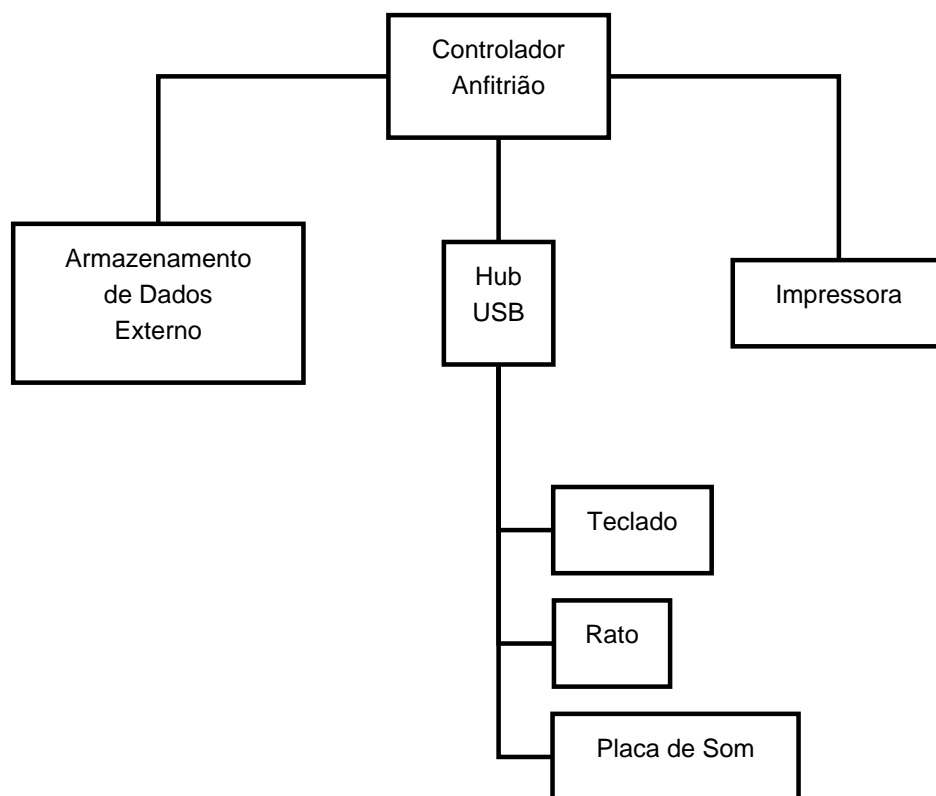 Controlador
Anfitrião
Armazenamento
de Dados
Externo
Hub
USB
Impressora
Teclado
Rato
Placa de Som